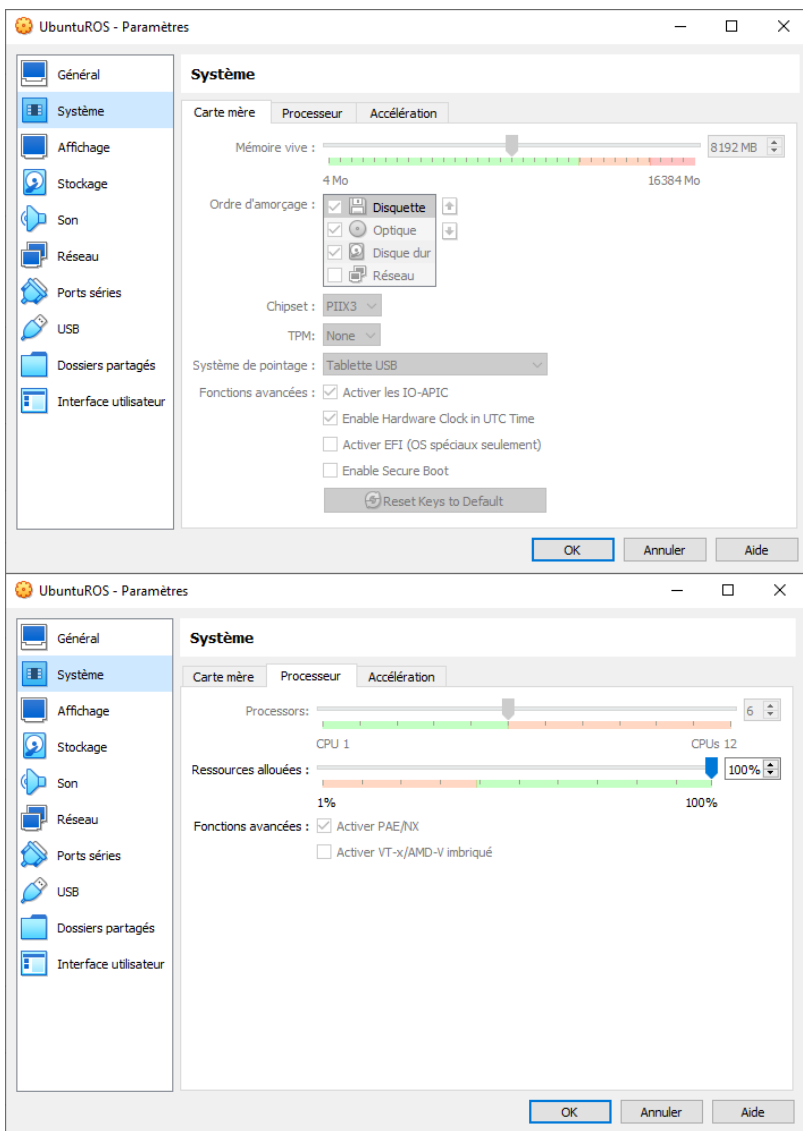 UbuntuROS - Paramètres
Général
Système
Affichage
Stockage
Son
Réseau
Ports séries
USB
Dossiers partagés
Interface utilisateur
Système
Carte mère Processeur Accélération
Mémoire vive : 8192 MB
4 Mo 16384 Mo
Ordre d'amorçage : Disquette
Optique
Disque dur
Réseau
Chipset : PIIX3
TPM: None
Système de pointage : Tablette USB
Fonctions avancées : Activer les IO-APIC
Enable Hardware Clock in UTC Time
Activer EFI (OS spéciaux seulement)
Enable Secure Boot
Reset Keys to Default
OK Annuler Aide
UbuntuROS - Paramètres
Général
Système
Affichage
Stockage
Son
Réseau
Ports séries
USB
Dossiers partagés
Interface utilisateur
Système
Carte mère Processeur Accélération
Processors: 6
CPU 1 CPUs 12
Ressources allouées : 100%
1% 100%
Fonctions avancées : Activer PAE/NX
Activer VT-x/AMD-V imbriqué
OK Annuler Aide